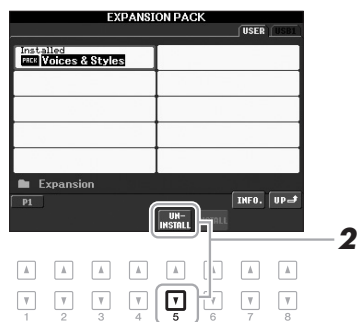 EXPANSION PACK
USER USB1
Installed
PACK Voices & Styles
Expansion
P1 INFO. UP
UN-
INSTALL
2
1 2 3 4 5 6 7 8